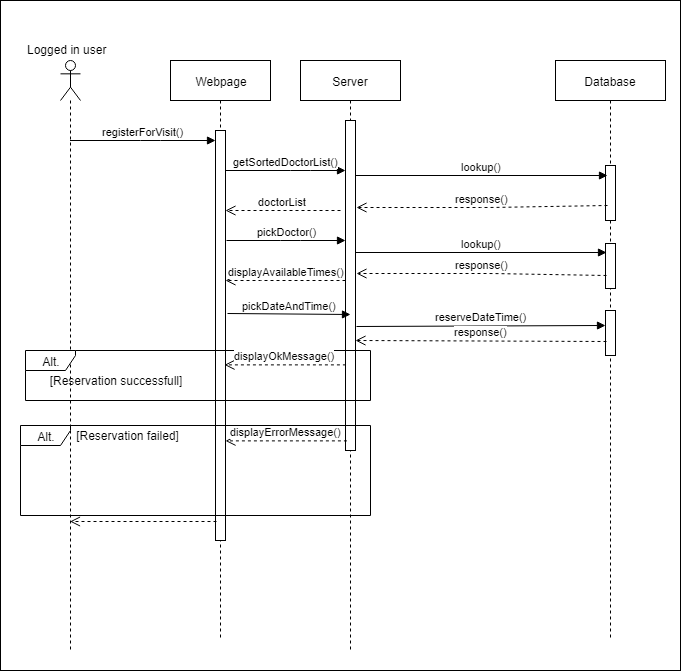 Logged in user
Webpage
Server
Database
registerForVisit()
getSortedDoctorList()
lookup()
doctorList
response()
pickDoctor()
lookup()
displayAvailableTimes()
response()
pickDateAndTime()
reserveDateTime()
response()
displayOkMessage()
Alt.
[Reservation successfull]
displayErrorMessage()
Alt.
[Reservation failed]